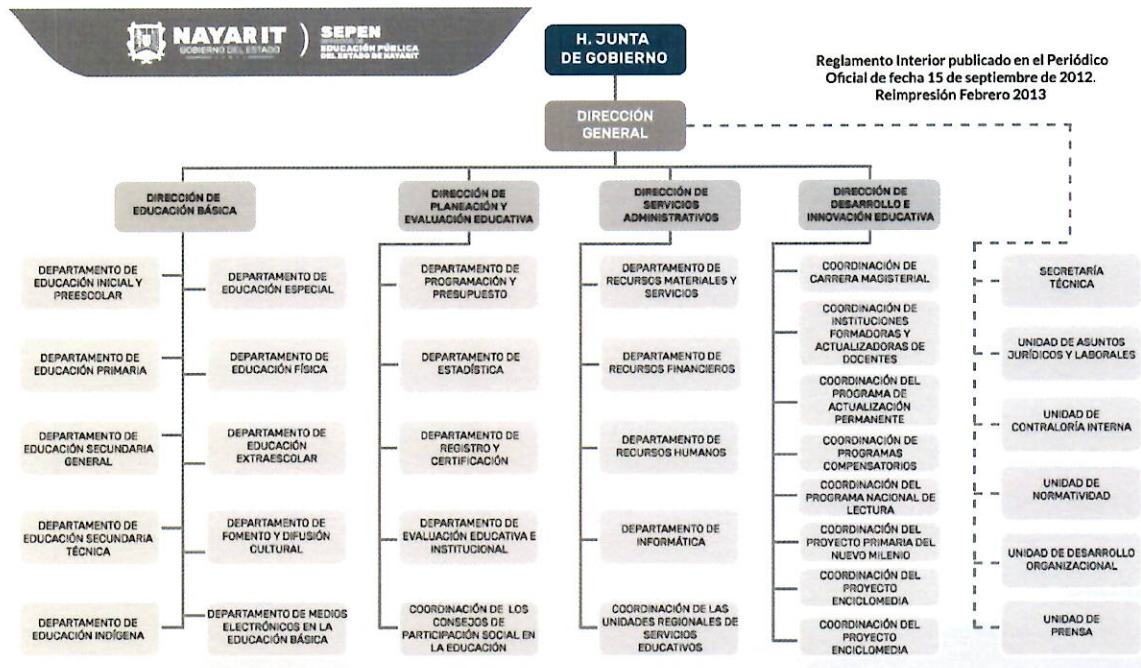 NAYARIT
GOBIERNO DEL ESTADO
SEPEN
EDUCACIÓN PÚBLICA
DEL ESTADO DE NAYARIT
H. JUNTA
DE GOBIERNO
Reglamento Interior publicado en el Periódico
Oficial de fecha 15 de septiembre de 2012.
Reimpresión Febrero 2013
DIRECCIÓN
GENERAL
DIRECCIÓN DE
EDUCACIÓN BÁSICA
DIRECCIÓN DE
PLANEACIÓN Y
EVALUACIÓN EDUCATIVA
DIRECCIÓN DE
SERVICIOS
ADMINISTRATIVOS
DIRECCIÓN DE
DESARROLLO E
INNOVACIÓN EDUCATIVA
DEPARTAMENTO DE
EDUCACIÓN INICIAL Y
PREESCOLAR
DEPARTAMENTO DE
EDUCACIÓN PRIMARIA
DEPARTAMENTO DE
EDUCACIÓN SECUNDARIA
GENERAL
DEPARTAMENTO DE
EDUCACIÓN SECUNDARIA
TÉCNICA
DEPARTAMENTO DE
EDUCACIÓN INDÍGENA
DEPARTAMENTO DE
EDUCACIÓN ESPECIAL
DEPARTAMENTO DE
EDUCACIÓN FÍSICA
DEPARTAMENTO DE
EDUCACIÓN
EXTRAESCOLAR
DEPARTAMENTO DE
FOMENTO Y DIFUSIÓN
CULTURAL
DEPARTAMENTO DE MEDIOS
ELECTRÓNICOS EN LA
EDUCACIÓN BÁSICA
DEPARTAMENTO DE
PROGRAMACIÓN Y
PRESUPUESTO
DEPARTAMENTO DE
ESTADÍSTICA
DEPARTAMENTO DE
REGISTRO Y
CERTIFICACIÓN
DEPARTAMENTO DE
EVALUACIÓN EDUCATIVA E
INSTITUCIONAL
COORDINACIÓN DE LOS
CONSEJOS DE
PARTICIPACIÓN SOCIAL EN
LA EDUCACIÓN
DEPARTAMENTO DE
RECURSOS MATERIALES Y
SERVICIOS
DEPARTAMENTO DE
RECURSOS FINANCIEROS
DEPARTAMENTO DE
RECURSOS HUMANOS
DEPARTAMENTO DE
INFORMÁTICA
COORDINACIÓN DE LAS
UNIDADES REGIONALES DE
SERVICIOS
EDUCATIVOS
COORDINACIÓN DE
CARRERA MAGISTERIAL
COORDINACIÓN DE
INSTITUCIONES
FORMADORAS Y
ACTUALIZADORAS DE
DOCENTES
COORDINACIÓN DEL
PROGRAMA DE
ACTUALIZACIÓN
PERMANENTE
COORDINACIÓN DE
PROGRAMAS
COMPENSATORIOS
COORDINACIÓN DEL
PROGRAMA NACIONAL DE
LECTURA
COORDINACIÓN DEL
PROYECTO PRIMARIA DEL
NUEVO MILENIO
COORDINACIÓN DEL
PROYECTO
ENCICLOMEDIA
COORDINACIÓN DEL
PROYECTO
ENCICLOMEDIA
SECRETARÍA
TÉCNICA
UNIDAD DE ASUNTOS
JURÍDICOS Y LABORALES
UNIDAD DE
CONTRALORÍA INTERNA
UNIDAD DE
NORMATIVIDAD
UNIDAD DE DESARROLLO
ORGANIZACIONAL
UNIDAD DE
PRENSA